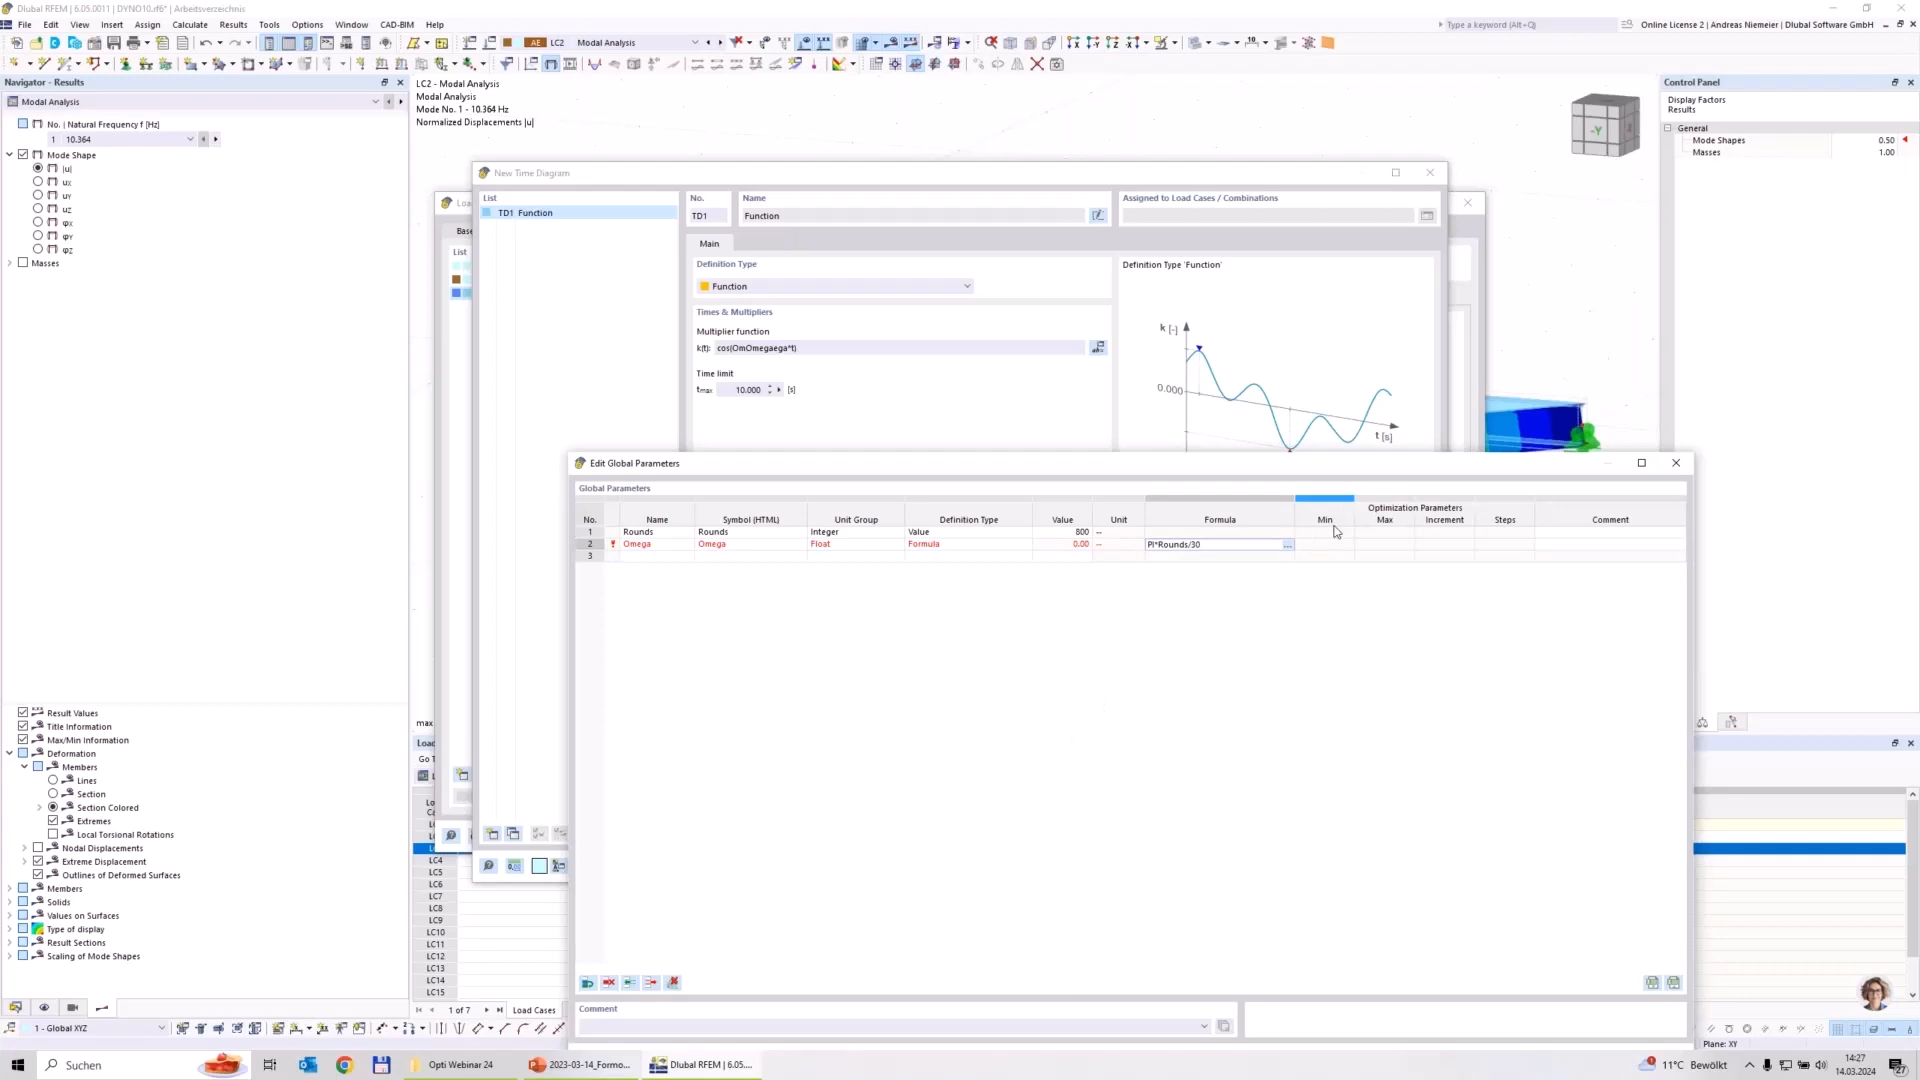 Dlubal RFEM | 6.05.0011 | DYNO10.rf6* | Arbeitsverzeichnis
File Edit View Insert Assign Calculate Results Tools Options Window CAD-BIM Help
Type a keyword (Alt+Q)
Online License 2 | Andreas Niemeier | Dlubal Software GmbH
AE LC2 Modal Analysis
Navigator - Results
Modal Analysis
No. | Natural Frequency f [Hz]
1 10.364
Mode Shape
|u|
uX
uY
uZ
φX
φY
φZ
Masses
Result Values
Title Information
Max/Min Information
Deformation
Members
Lines
Section
Section Colored
Extremes
Local Torsional Rotations
Nodal Displacements
Extreme Displacement
Outlines of Deformed Surfaces
Members
Solids
Values on Surfaces
Type of display
Result Sections
Scaling of Mode Shapes
LC2 - Modal Analysis
Modal Analysis
Mode No. 1 - 10.364 Hz
Normalized Displacements |u|
-Y
Control Panel
Display Factors
Results
General
Mode Shapes 0.50
Masses 1.00
New Time Diagram
List
TD1 Function
No.
TD1
Name
Function
Assigned to Load Cases / Combinations
Main
Definition Type
Function
Times & Multipliers
Multiplier function
k(t): cos(OmOmegaega*t)
Time limit
tmax 10.000 [s]
Definition Type 'Function'
k [-]
0.000
t [s]
Loa
Base
List
max
Load
Go T
Lo
Ca
LC4
LC5
LC6
LC7
LC8
LC9
LC10
LC11
LC12
LC13
LC14
LC15
1 of 7 Load Cases
Edit Global Parameters
Global Parameters
Optimization Parameters
No. Name Symbol (HTML) Unit Group Definition Type Value Unit Formula Min Max Increment Steps Comment
1 Rounds Rounds Integer Value 800 --
2 Omega Omega Float Formula 0.00 -- PI*Rounds/30 ...
3
Comment
1 - Global XYZ
Plane: XY
Suchen
Opti Webinar 24
2023-03-14_Formo...
Dlubal RFEM | 6.05....
11°C Bewölkt
14:27
14.03.2024
27